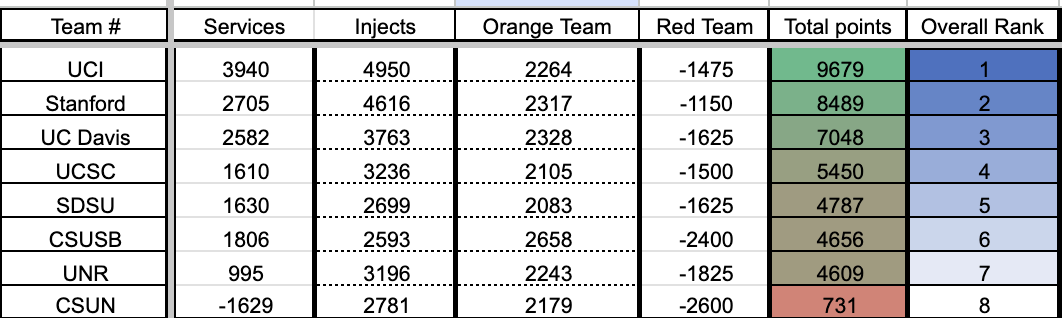 Team # Services Injects Orange Team Red Team Total points Overall Rank
UCI 3940 4950 2264 -1475 9679 1
Stanford 2705 4616 2317 -1150 8489 2
UC Davis 2582 3763 2328 -1625 7048 3
UCSC 1610 3236 2105 -1500 5450 4
SDSU 1630 2699 2083 -1625 4787 5
CSUSB 1806 2593 2658 -2400 4656 6
UNR 995 3196 2243 -1825 4609 7
CSUN -1629 2781 2179 -2600 731 8